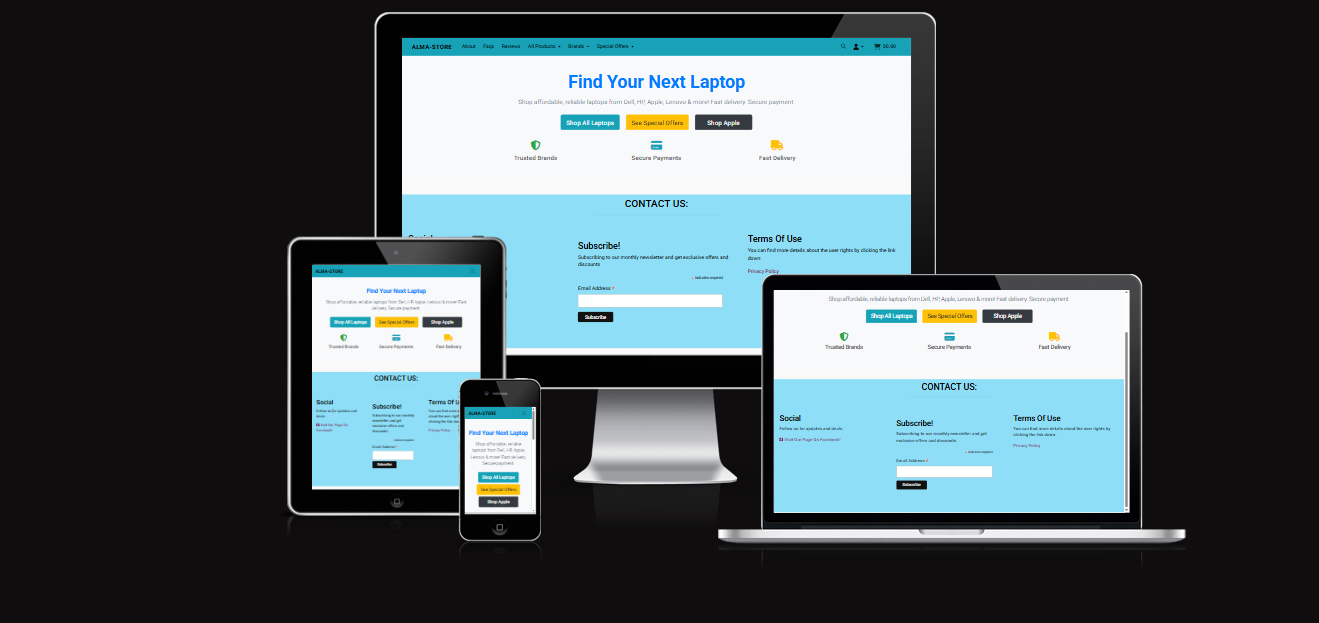 ALMA-STORE About Faqs Reviews All Products Brands Special Offers $0.00
Find Your Next Laptop
Shop affordable, reliable laptops from Dell, HP, Apple, Lenovo & more! Fast delivery. Secure payment.
Shop All Laptops See Special Offers Shop Apple
Trusted Brands Secure Payments Fast Delivery
CONTACT US:
Social
Subscribe!
Subscribing to our monthly newsletter and get exclusive offers and
discounts
* indicates required
Email Address *
Subscribe
Terms Of Use
You can find more details about the user rights by clicking the link
down
Privacy Policy
ALMA-STORE
Find Your Next Laptop
Shop affordable, reliable laptops from Dell, HP, Apple, Lenovo & more! Fast
delivery. Secure payment.
Shop All Laptops See Special Offers Shop Apple
Trusted Brands Secure Payments Fast Delivery
CONTACT US:
Social
Follow us for updates and
deals:
Visit Our Page On
Facebook!
Subscribe!
Subscribing to our monthly
newsletter and get
exclusive offers and
discounts
* indicates required
Email Address *
Subscribe
Terms Of U
You can find more
about the user righ
the link down
Privacy Policy
ALMA-STORE
Find Your Next Laptop
Shop affordable, reliable
laptops from Dell, HP, Apple,
Lenovo & more! Fast delivery.
Secure payment.
Shop All Laptops
See Special Offers
Shop Apple
Shop affordable, reliable laptops from Dell, HP, Apple, Lenovo & more! Fast delivery. Secure payment.
Shop All Laptops See Special Offers Shop Apple
Trusted Brands Secure Payments Fast Delivery
CONTACT US:
Social
Follow us for updates and deals:
Visit Our Page On Facebook!
Subscribe!
Subscribing to our monthly newsletter and get
exclusive offers and discounts
* indicates required
Email Address *
Subscribe
Terms Of Use
You can find more details about the user rights by
clicking the link down
Privacy Policy